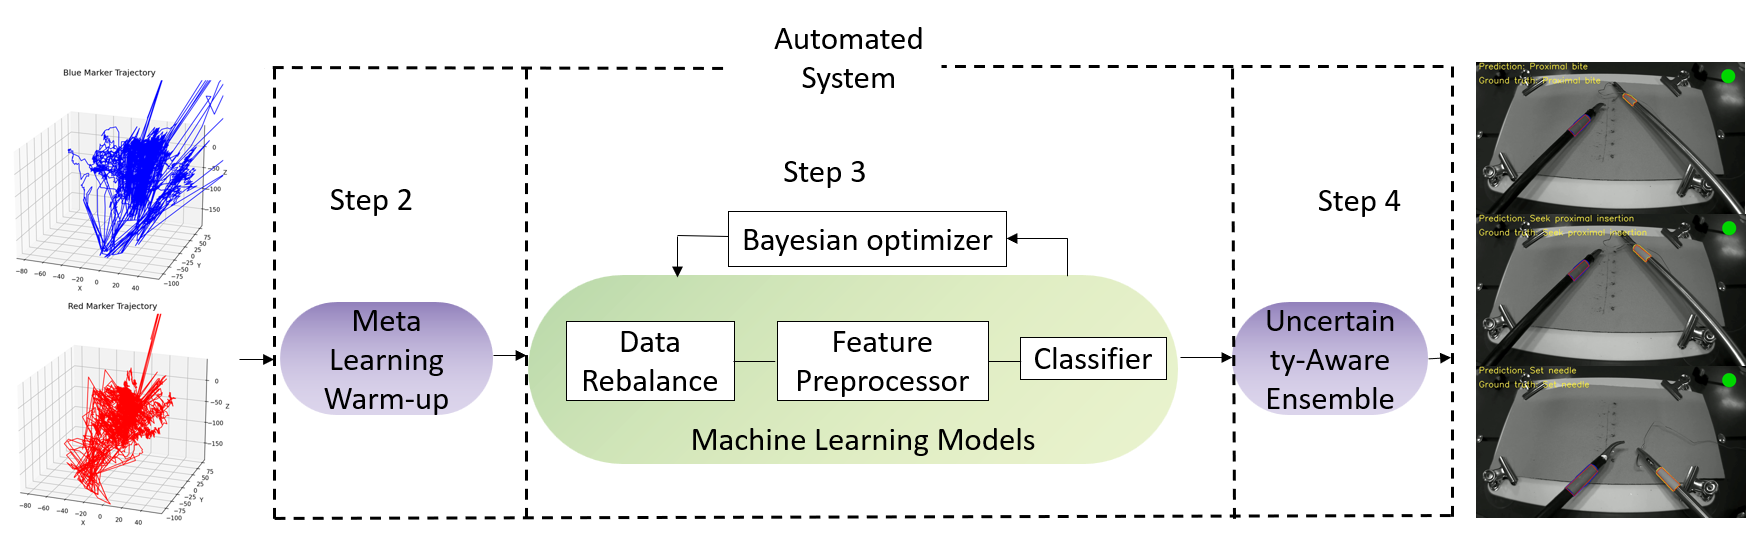 Automated
System
Blue Marker Trajectory
0
-50
-100
-150
Z
75
50
25
0
-25
-50
-75
-100
Y
-80
-60
-40
-20
0
20
40
X
Red Marker Trajectory
0
-50
-100
-150
Z
75
50
25
0
-25
-50
-75
-100
Y
-80
-60
-40
-20
0
20
40
X
Step 2
Meta
Learning
Warm-up
Step 3
Bayesian optimizer
Data
Rebalance
Feature
Preprocessor
Classifier
Machine Learning Models
Step 4
Uncertain
ty-Aware
Ensemble
Prediction: Proximal bite
Ground truth: Proximal bite
Prediction: Seek proximal insertion
Ground truth: Seek proximal insertion
Prediction: Set needle
Ground truth: Set needle